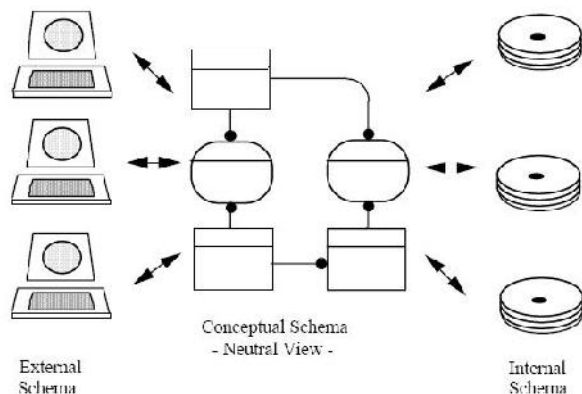 Conceptual Schema
- Neutral View -
External
Schema
Internal
Schema